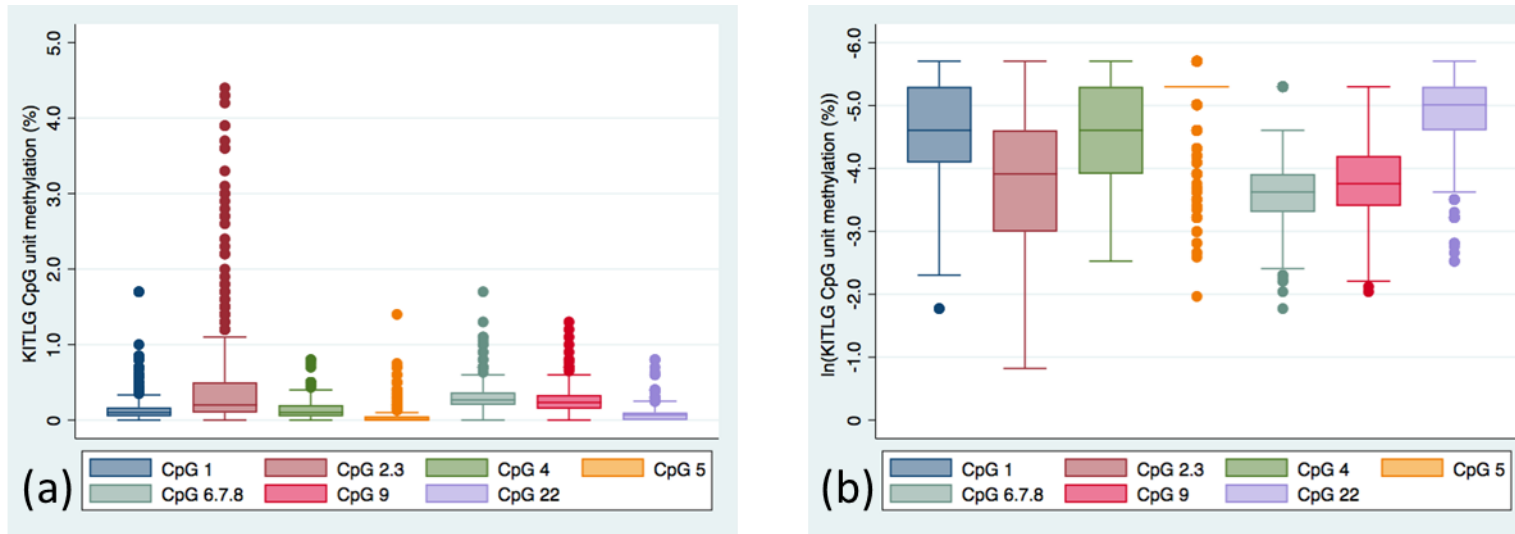 KITLG CpG unit methylation (%)
5.0
4.0
3.0
2.0
1.0
0
CpG 1
CpG 2.3
CpG 4
CpG 5
CpG 6.7.8
CpG 9
CpG 22
(a)
ln(KITLG CpG unit methylation (%))
-6.0
-5.0
-4.0
-3.0
-2.0
-1.0
0
CpG 1
CpG 2.3
CpG 4
CpG 5
CpG 6.7.8
CpG 9
CpG 22
(b)